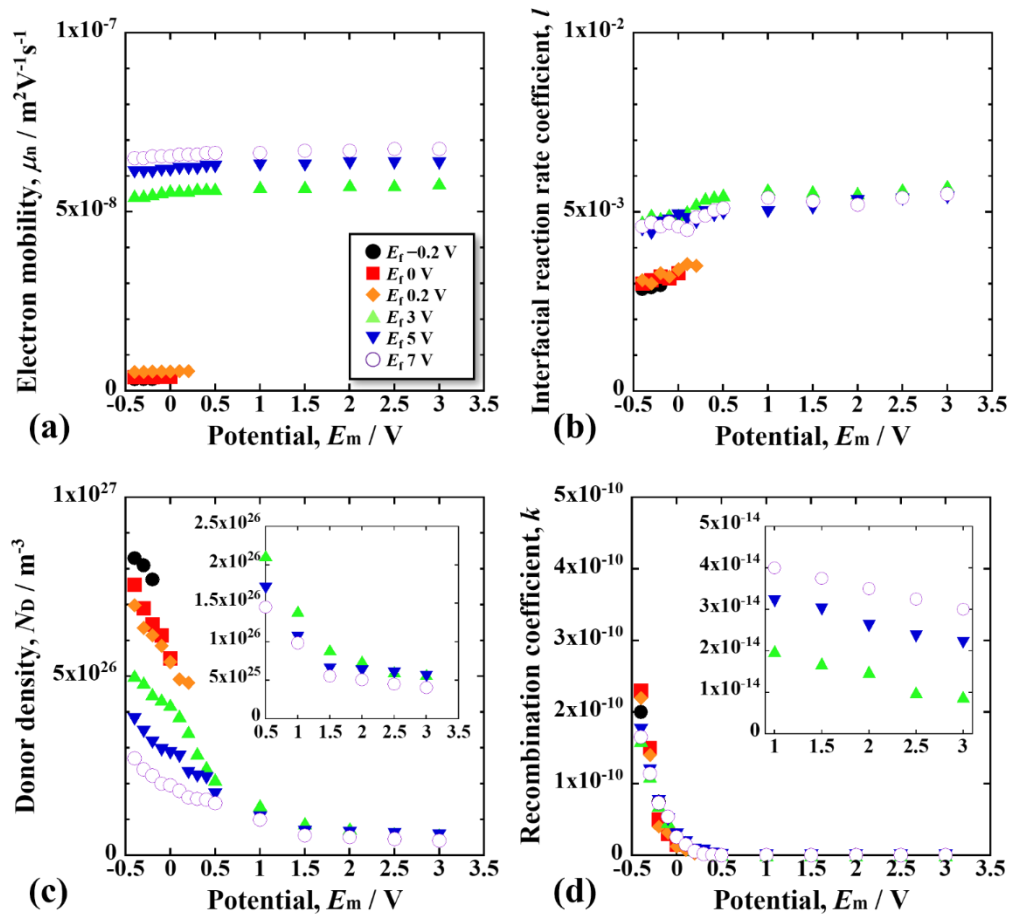 1x10-7
5x10-8
0
-0.5 0 0.5 1 1.5 2 2.5 3 3.5
Electron mobility, μn / m2V-1s-1
Potential, Em / V
Ef −0.2 V
Ef 0 V
Ef 0.2 V
Ef 3 V
Ef 5 V
Ef 7 V
(a)
1x10-2
5x10-3
0
-0.5 0 0.5 1 1.5 2 2.5 3 3.5
Interfacial reaction rate coefficient, l
Potential, Em / V
(b)
1x1027
5x1026
0
-0.5 0 0.5 1 1.5 2 2.5 3 3.5
Donor density, ND / m-3
Potential, Em / V
2.5x1026
2x1026
1.5x1026
1x1026
5x1025
0
0.5 1 1.5 2 2.5 3 3.5
(c)
5x10-10
4x10-10
3x10-10
2x10-10
1x10-10
0
-0.5 0 0.5 1 1.5 2 2.5 3 3.5
Recombination coefficient, k
Potential, Em / V
5x10-14
4x10-14
3x10-14
2x10-14
1x10-14
0
1 1.5 2 2.5 3
(d)